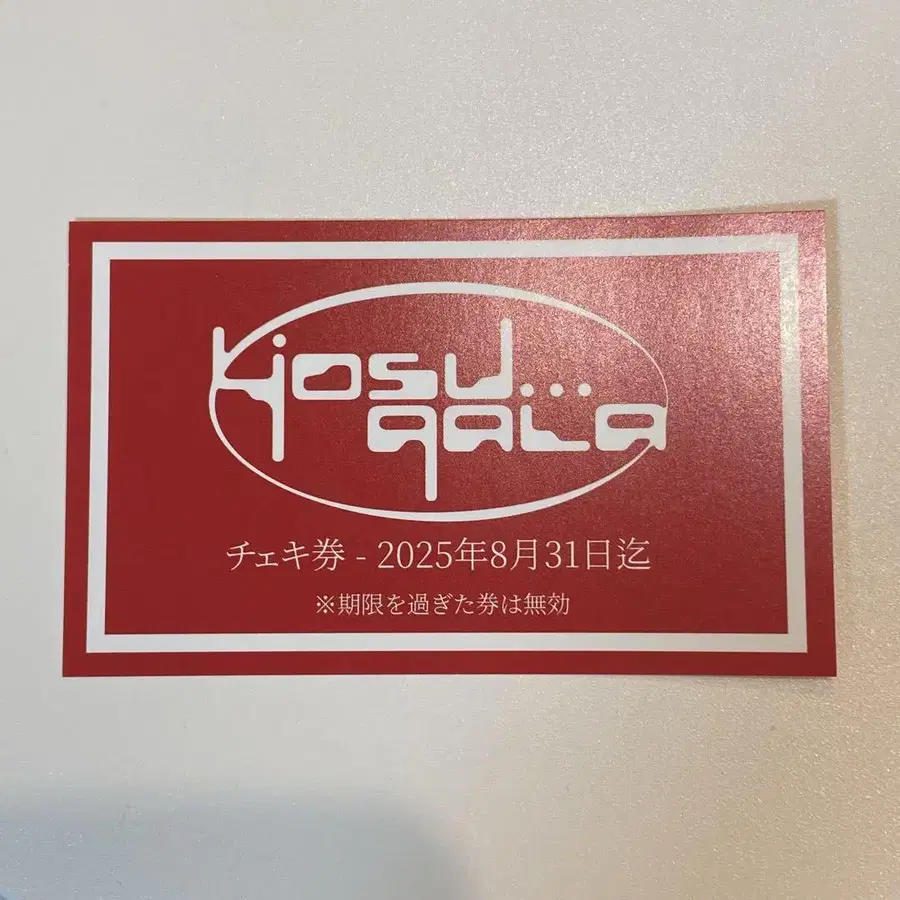 kjosu...
gala
チェキ券 - 2025年8月31日迄
※期限を過ぎた券は無効